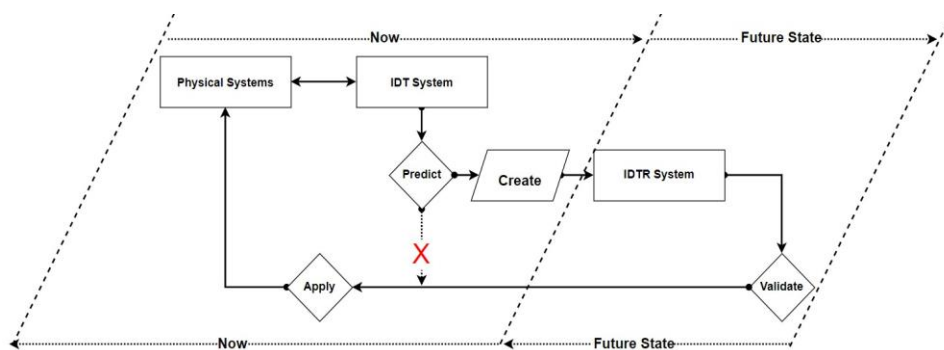 Now
Future State
Physical Systems
IDT System
Predict
Create
IDTR System
X
Apply
Validate
Now
Future State